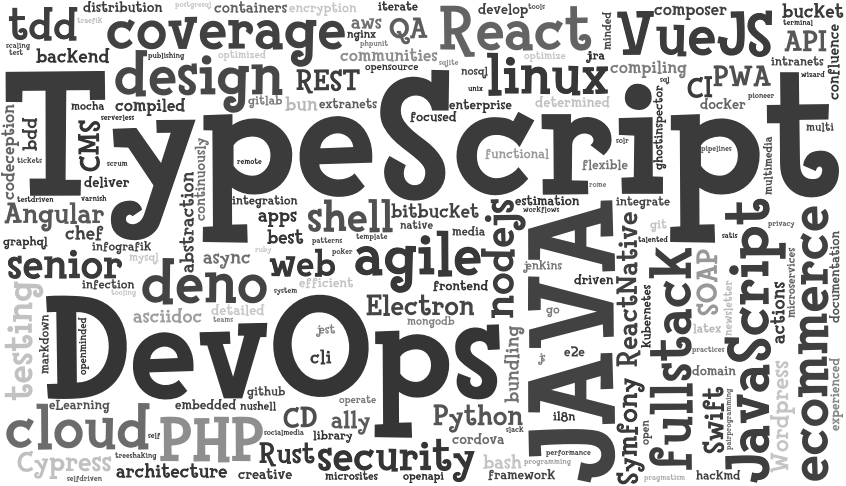 tdd
distribution
postgresql
containers
encryption
iterate
develop
tools
minded
composer
bucket
terminal
traefik
coverage
aws
nginx
QA
React
VueJS
API
confluence
scaling
test
backend
publishing
optimized
phpunit
communities
sqlite
optimize
jra
intranets
design
REST
opensource
nosql
linux
compiling
sql
CI
PWA
wizard
TypeScript
mocha
compiled
gitlab
bun
extranets
unix
enterprise
determined
docker
pioneer
codeception
bdd
CMS
serverless
focused
ghostinspector
multi
tickets
scrum
continuously
remote
functional
flexible
solr
pipelines
multimedia
deliver
rome
testdriven
varnish
abstraction
integration
estimation
workflows
integrate
Angular
chef
apps
shell
bitbucket
nodejs
JAVA
ReactNative
git
talented
JavaScript
satis
privacy
ecommerce
documentation
graphql
infografik
best
patterns
template
native
media
mysql
async
ruby
poker
agile
jenkins
fullstack
SOAP
microservices
senior
web
frontend
driven
infection
tooling
deno
system
efficient
Electron
go
kubernetes
newsletter
actions
testing
markdown
openminded
DevOps
asciidoc
detailed
teams
jest
mongodb
bundling
latex
cli
e2e
practices
qr
domain
experienced
github
Symfony
Swift
Wordpress
eLearning
embedded
nushell
operate
pairprogramming
cloud
self
PHP
CD
ally
Python
i18n
open
socialmedia
library
slack
cordova
Cypress
treeshaking
Rust
security
bash
performance
programming
selfdriven
architecture
creative
microsites
openapi
framework
pragmatism
hackmd